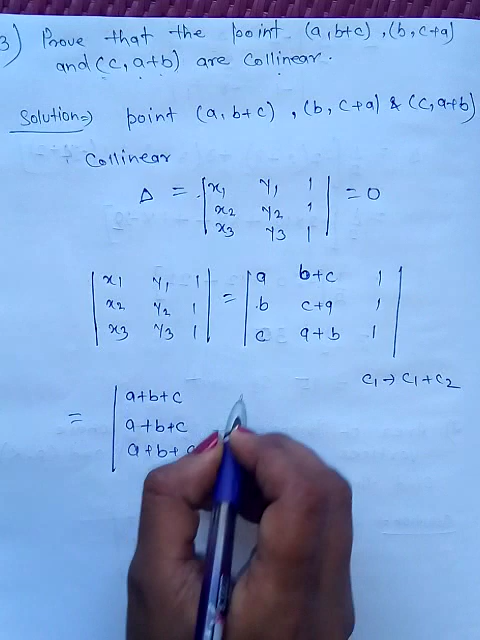 3) Prove that the point (a, b+c), (b, c+a)
and (c, a+b) are Collinear.
Solution=) point (a, b+c), (b, c+a) & (c, a+b)
Collinear
Δ = | x1 y1 1 | = 0
x2 y2 1
x3 y3 1
| x1 y1 1 | = | a b+c 1 |
x2 y2 1 b c+a 1
x3 y3 1 c a+b 1
c1 → c1+c2
= | a+b+c
a+b+c
a+b+c